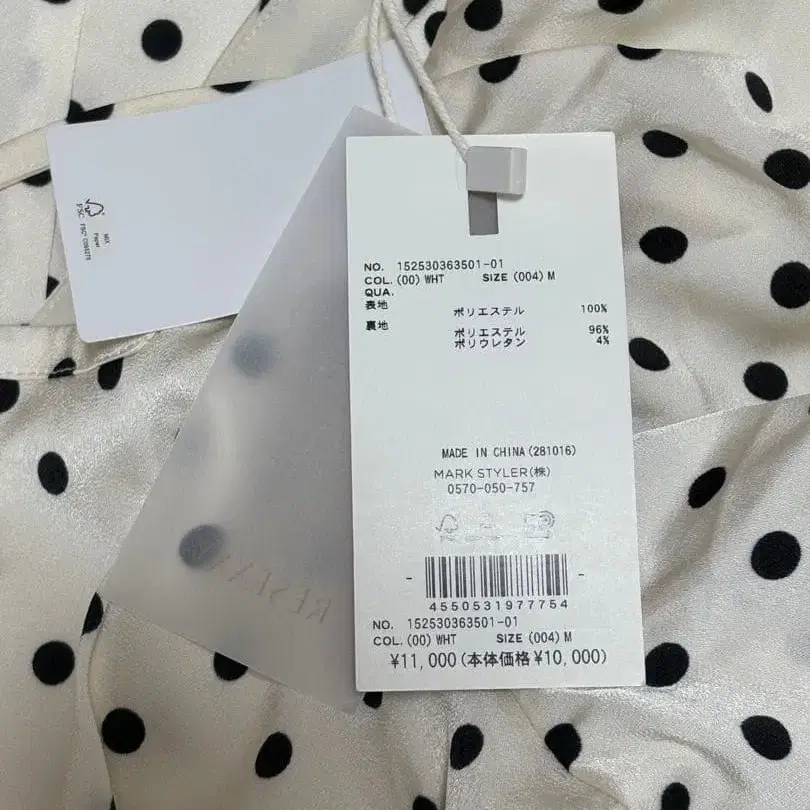 NO. 152530363501-01
COL. (00) WHT SIZE (004) M
QUA.
表地 ポリエステル 100%
裏地 ポリエステル 96%
ポリウレタン 4%
MADE IN CHINA (281016)
MARK STYLER (株)
0570-050-757
4550531977754
NO. 152530363501-01
COL. (00) WHT SIZE (004) M
¥11,000 (本体価格 ¥10,000)
MIX
Paper
FSC